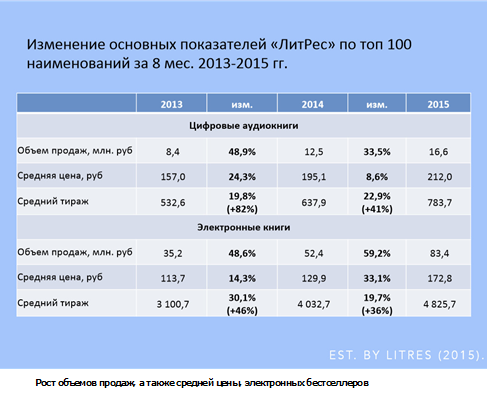 Изменение основных показателей «ЛитРес» по топ 100
наименований за 8 мес. 2013-2015 гг.
2013 изм. 2014 изм. 2015
Цифровые аудиокниги
Объем продаж, млн. руб 8,4 48,9% 12,5 33,5% 16,6
Средняя цена, руб 157,0 24,3% 195,1 8,6% 212,0
Средний тираж 532,6 19,8% (+82%) 637,9 22,9% (+41%) 783,7
Электронные книги
Объем продаж, млн. руб 35,2 48,6% 52,4 59,2% 83,4
Средняя цена, руб 113,7 14,3% 129,9 33,1% 172,8
Средний тираж 3 100,7 30,1% (+46%) 4 032,7 19,7% (+36%) 4 825,7
EST. BY LITRES (2015).
Рост объемов продаж, а также средней цены, электронных бестселлеров